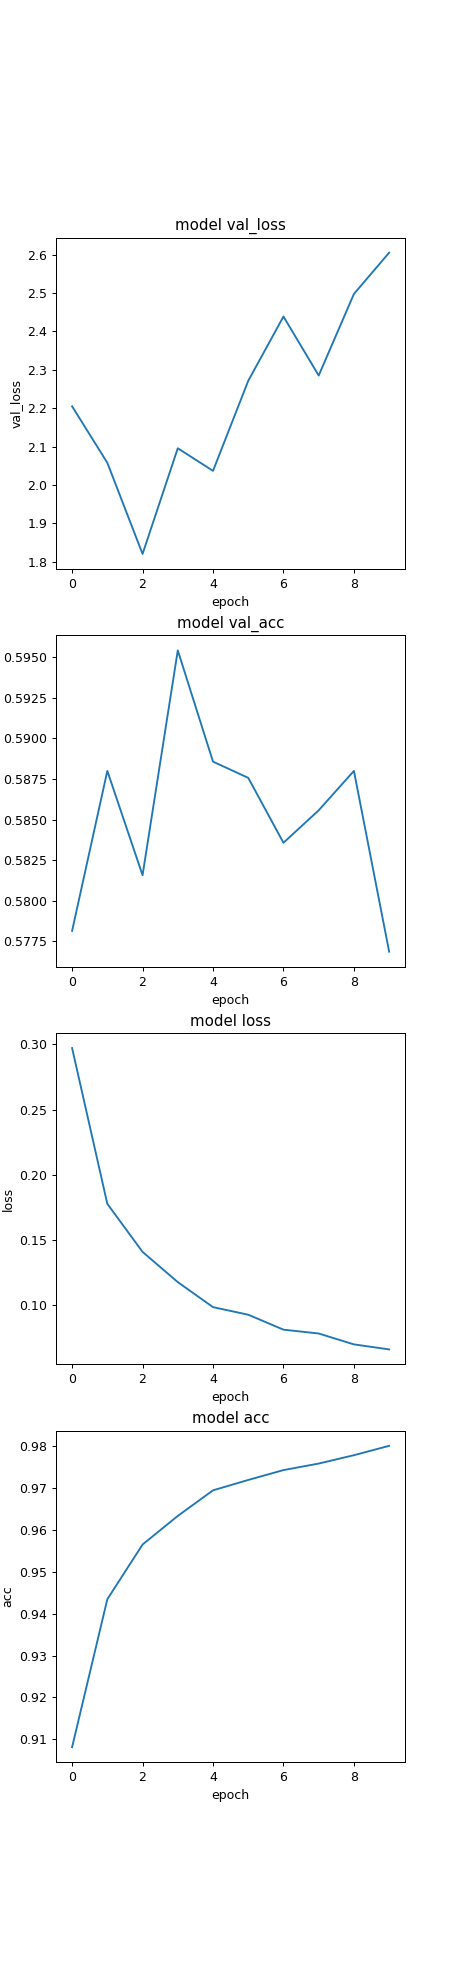 model val_loss
2.6
2.5
2.4
2.3
2.2
2.1
2.0
1.9
1.8
val_loss
0 2 4 6 8
epoch
model val_acc
0.5950
0.5925
0.5900
0.5875
0.5850
0.5825
0.5800
0.5775
0 2 4 6 8
epoch
model loss
0.30
0.25
0.20
0.15
0.10
loss
0 2 4 6 8
epoch
model acc
0.98
0.97
0.96
0.95
0.94
0.93
0.92
0.91
acc
0 2 4 6 8
epoch